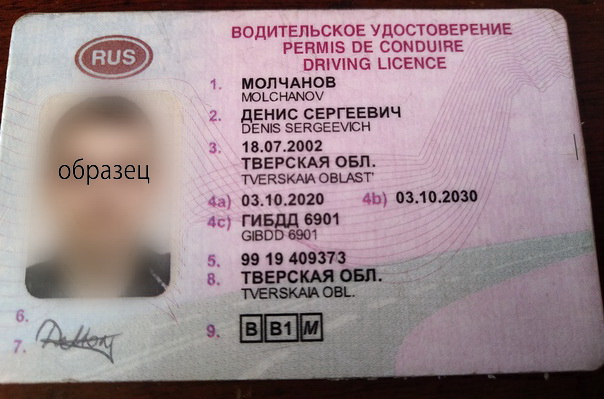 RUS
ВОДИТЕЛЬСКОЕ УДОСТОВЕРЕНИЕ
PERMIS DE CONDUIRE
DRIVING LICENCE
1. МОЛЧАНОВ
MOLCHANOV
2. ДЕНИС СЕРГЕЕВИЧ
DENIS SERGEEVICH
3. 18.07.2002
ТВЕРСКАЯ ОБЛ.
TVERSKAIA OBLAST'
4a) 03.10.2020 4b) 03.10.2030
4c) ГИБДД 6901
GIBDD 6901
5. 99 19 409373
8. ТВЕРСКАЯ ОБЛ.
TVERSKAIA OBL.
9. B B1 M
образец
6.
7.